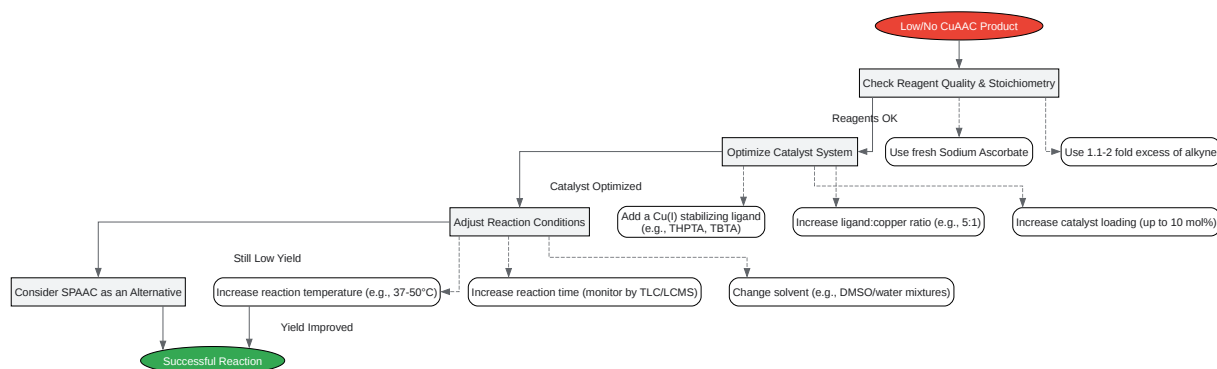 Low/No CuAAC Product
Check Reagent Quality & Stoichiometry
Reagents OK
Optimize Catalyst System
Use fresh Sodium Ascorbate
Use 1.1-2 fold excess of alkyne
Catalyst Optimized
Adjust Reaction Conditions
Add a Cu(I) stabilizing ligand
(e.g., THPTA, TBTA)
Increase ligand:copper ratio (e.g., 5:1)
Increase catalyst loading (up to 10 mol%)
Still Low Yield
Consider SPAAC as an Alternative
Increase reaction temperature (e.g., 37-50°C)
Increase reaction time (monitor by TLC/LCMS)
Change solvent (e.g., DMSO/water mixtures)
Yield Improved
Successful Reaction